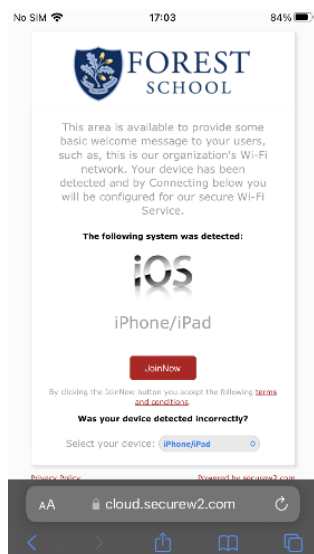 No SIM 17:03 84%
FOREST
SCHOOL
This area is available to provide some
basic welcome message to your users,
such as, this is our organization's Wi-Fi
network. Your device has been
detected and by Connecting below you
will be configured for our secure Wi-Fi
Service.
The following system was detected:
iOS
iPhone/iPad
JoinNow
By clicking the JoinNow button you accept the following terms
and conditions.
Was your device detected incorrectly?
Select your device: iPhone/iPad
Privacy Policy Powered by securew2.com
AA cloud.securew2.com